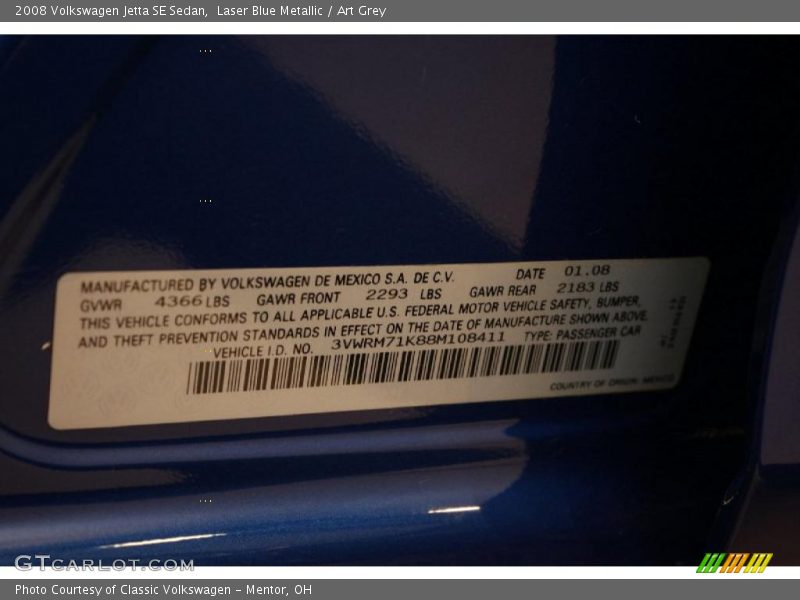 2008 Volkswagen Jetta SE Sedan, Laser Blue Metallic / Art Grey
MANUFACTURED BY VOLKSWAGEN DE MEXICO S.A. DE C.V. DATE 01.08
GVWR 4366 LBS GAWR FRONT 2293 LBS GAWR REAR 2183 LBS
THIS VEHICLE CONFORMS TO ALL APPLICABLE U.S. FEDERAL MOTOR VEHICLE SAFETY, BUMPER,
AND THEFT PREVENTION STANDARDS IN EFFECT ON THE DATE OF MANUFACTURE SHOWN ABOVE.
VEHICLE I.D. NO. 3VWRM71K88M108411 TYPE: PASSENGER CAR
COUNTRY OF ORIGIN: MEXICO
GTCARLOT.COM
Photo Courtesy of Classic Volkswagen - Mentor, OH